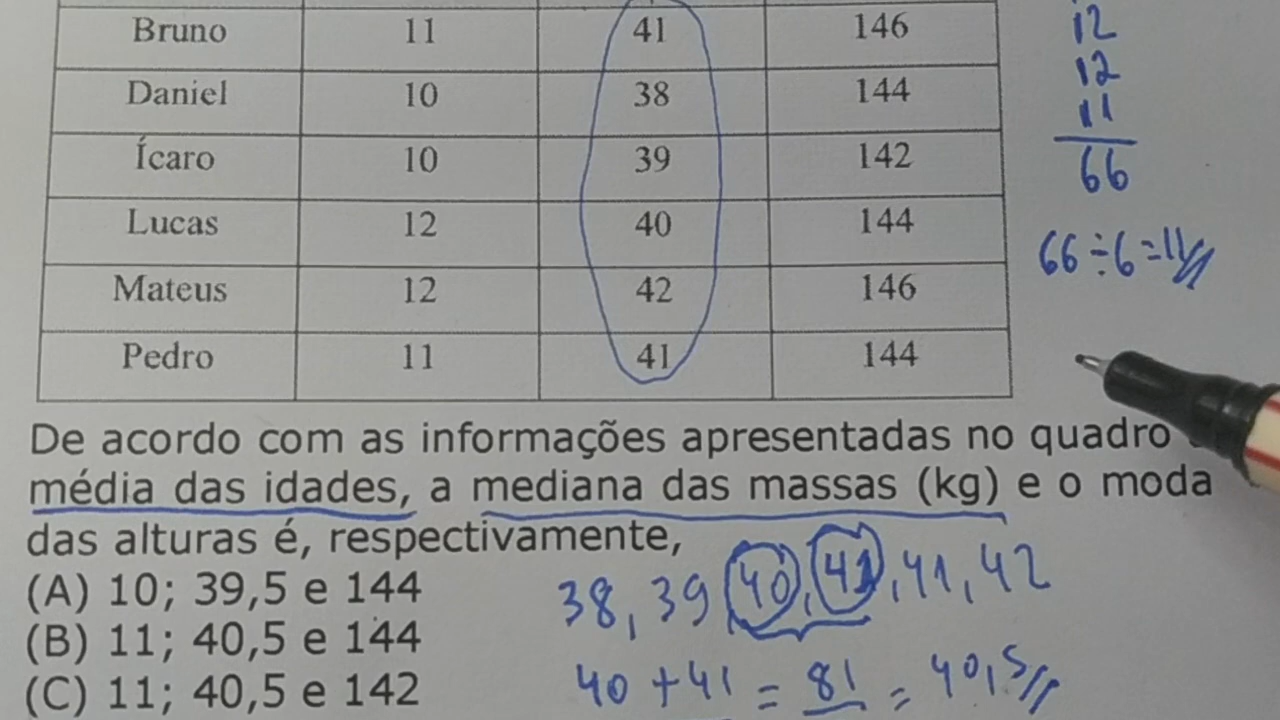 Bruno 11 41 146
Daniel 10 38 144
Ícaro 10 39 142
Lucas 12 40 144
Mateus 12 42 146
Pedro 11 41 144
12
12
11
66
66 ÷ 6 = 11
De acordo com as informações apresentadas no quadro
média das idades, a mediana das massas (kg) e o moda
das alturas é, respectivamente,
(A) 10; 39,5 e 144
(B) 11; 40,5 e 144
(C) 11; 40,5 e 142
38, 39 40, 41, 41, 42
40 + 41 = 81 = 40,5